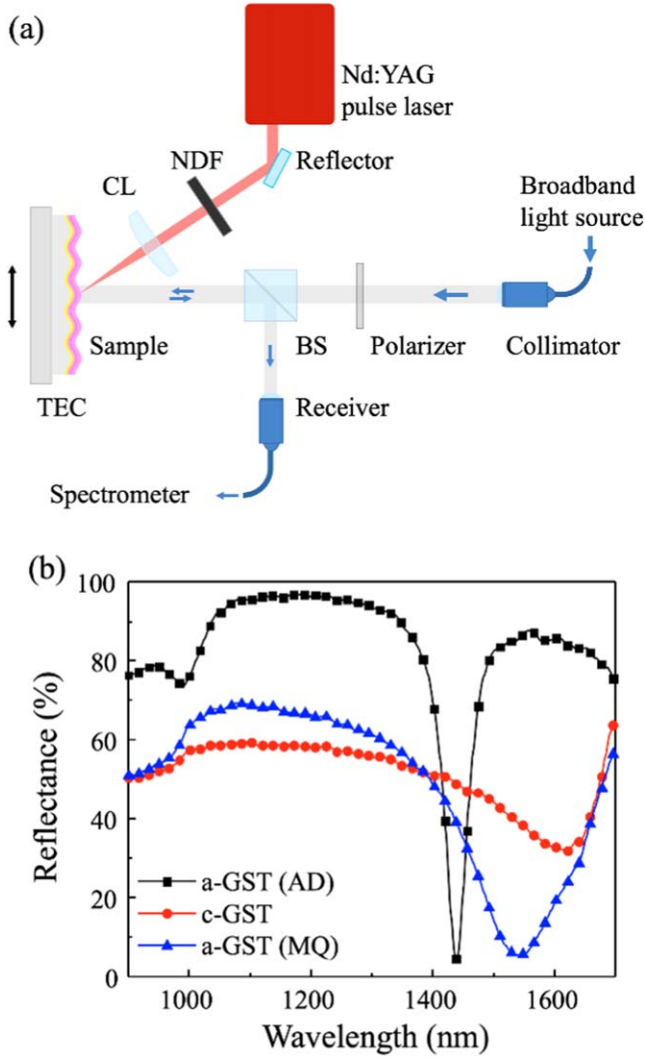 (a)
Nd:YAG
pulse laser
NDF
Reflector
CL
Broadband
light source
Sample
BS
Polarizer
Collimator
TEC
Receiver
Spectrometer
(b)
100
80
60
40
20
0
Reflectance (%)
a-GST (AD)
c-GST
a-GST (MQ)
1000
1200
1400
1600
Wavelength (nm)